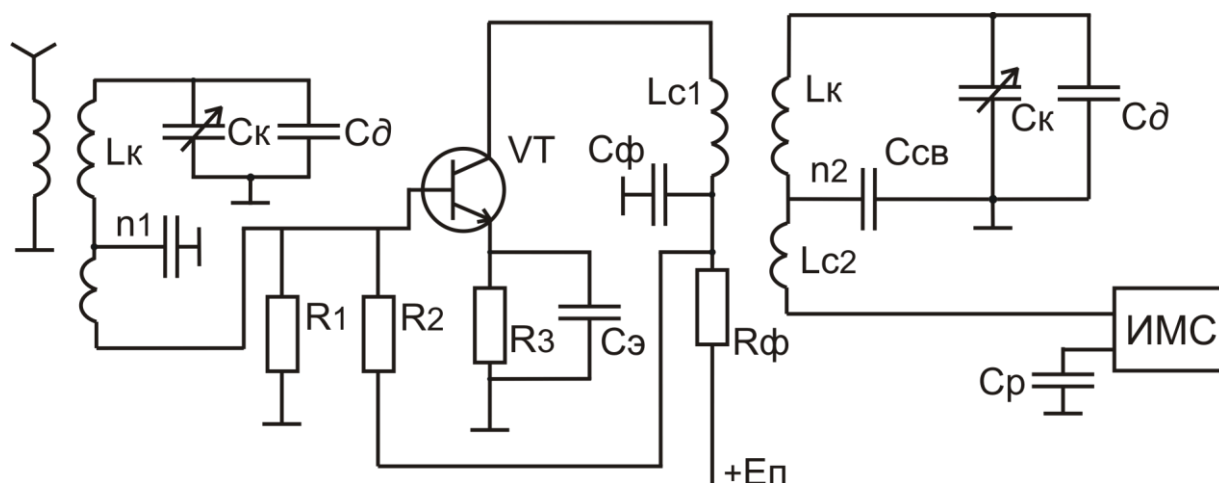 Lк
Cк
Cд
n1
VT
R1
R2
R3
Cэ
Lс1
Cф
Rф
+Eп
Lк
Cк
Cд
n2
Cсв
Lс2
ИМС
Cр